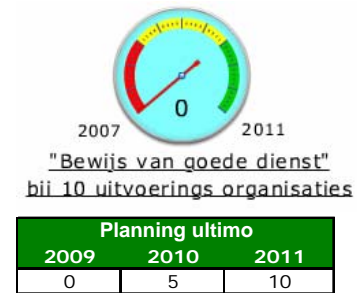 0
2007 2011
"Bewijs van goede dienst"
bij 10 uitvoerings organisaties
Planning ultimo
2009 2010 2011
0 5 10